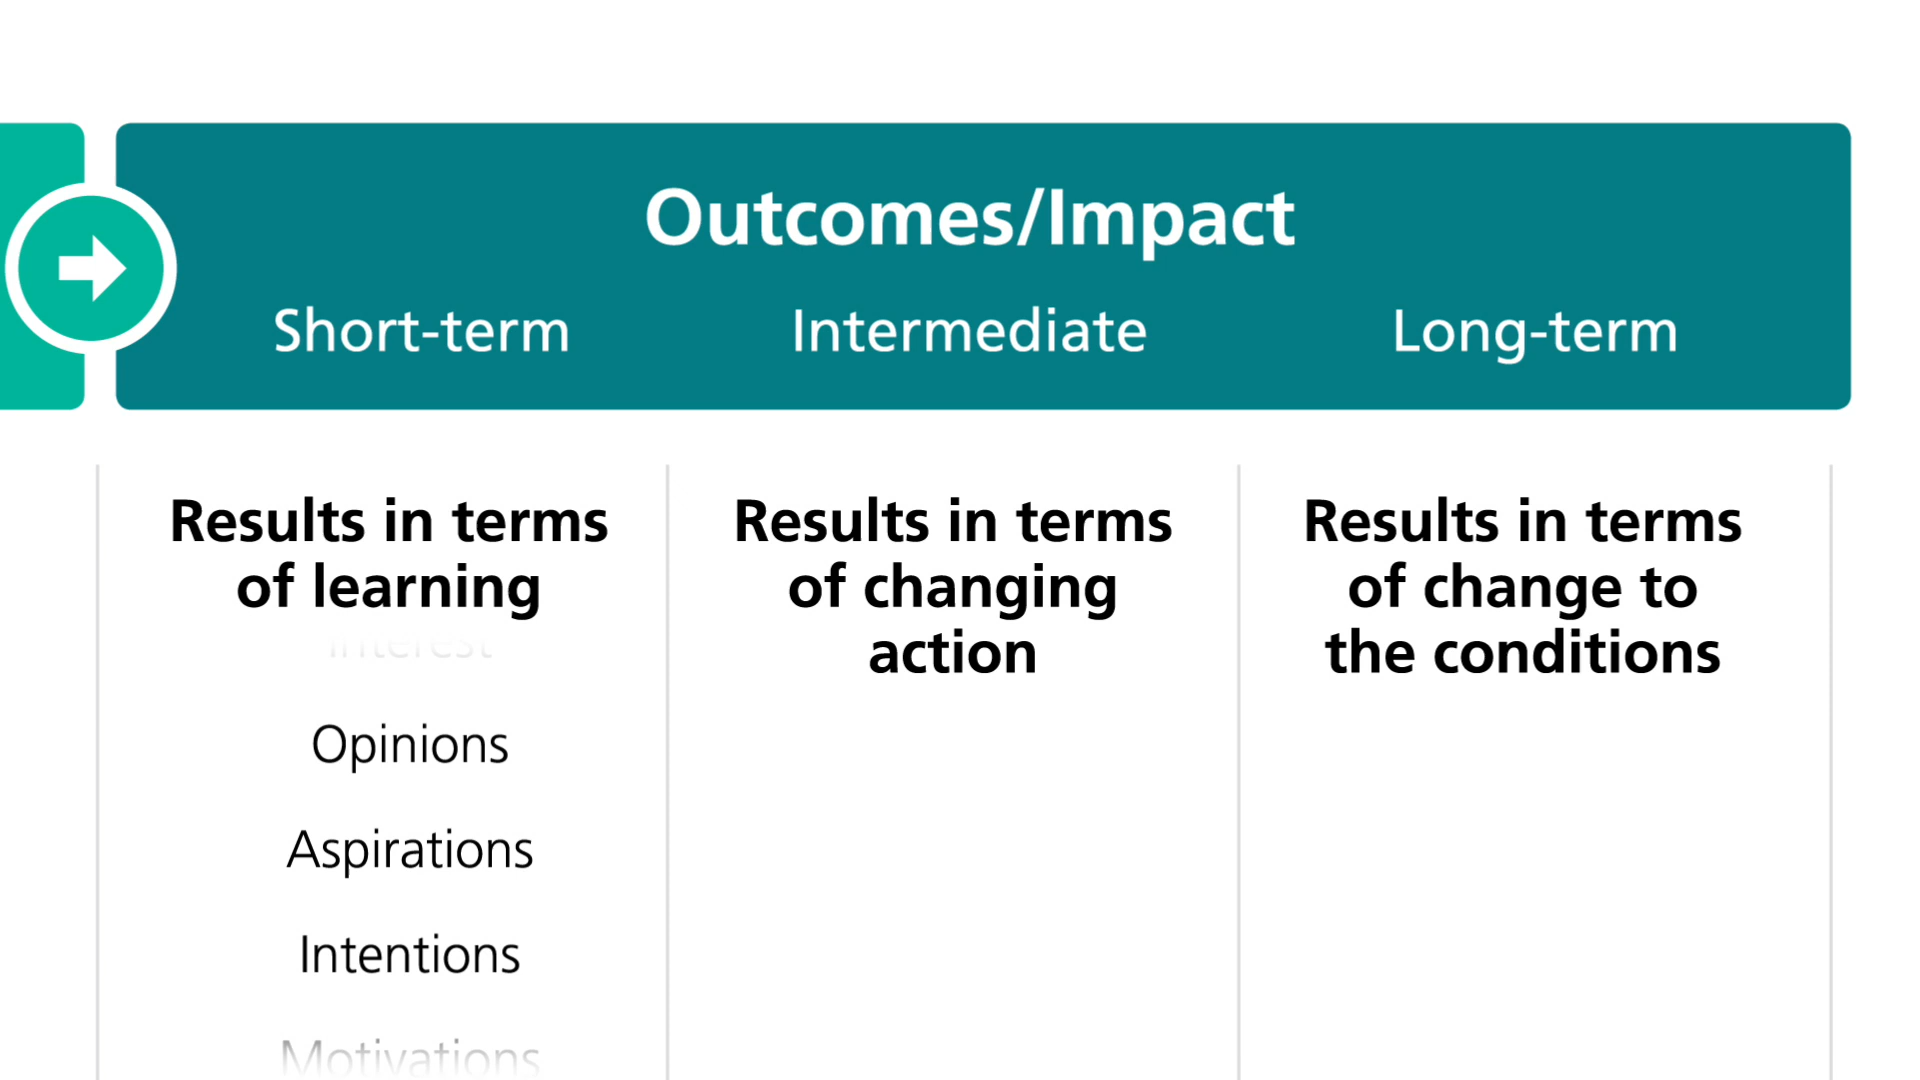 Outcomes/Impact
Short-term
Intermediate
Long-term
Results in terms
of learning
Results in terms
of changing
action
Results in terms
of change to
the conditions
Interest
Opinions
Aspirations
Intentions
Motivations